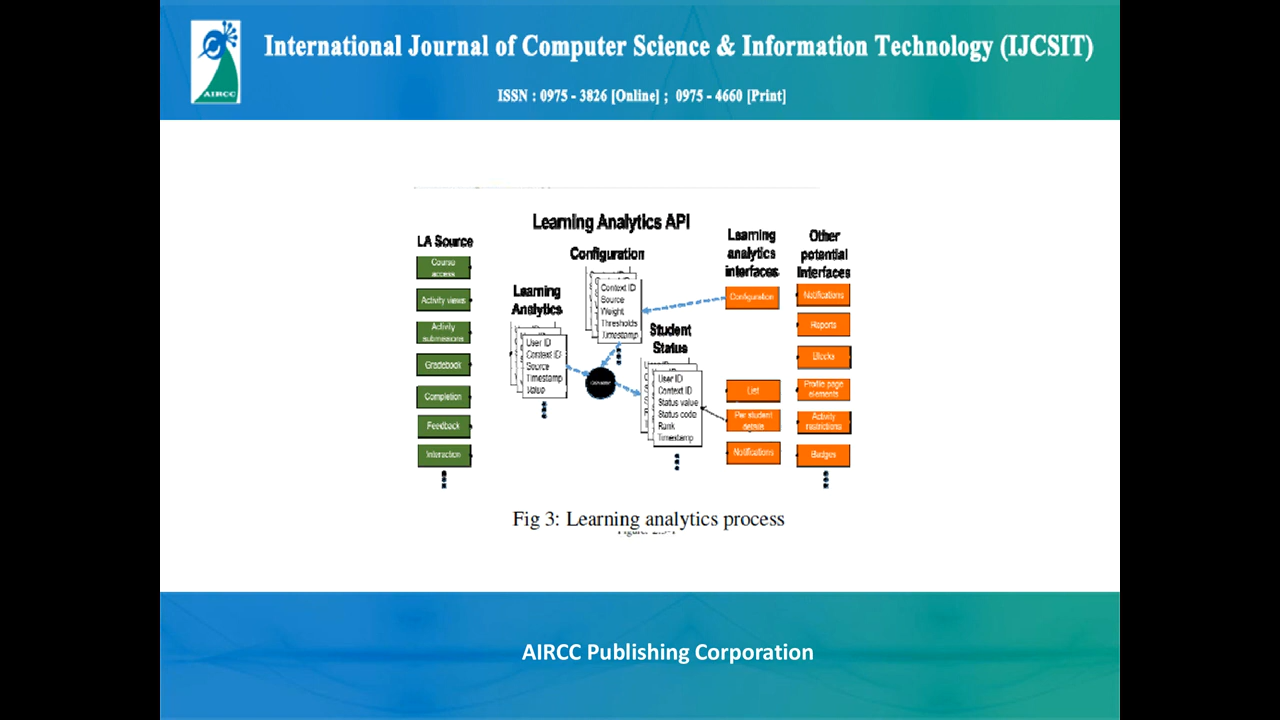 International Journal of Computer Science & Information Technology (IJCSIT)
AIRCC
ISSN : 0975 - 3826 [Online] ; 0975 - 4660 [Print]
Learning Analytics API
LA Source
Course
access
Activity views
Activity
submissions
Gradebook
Completion
Feedback
Interaction
Learning
Analytics
User ID
Context ID
Source
Timestamp
Value
Configuration
Context ID
Source
Weight
Thresholds
Timestamp
Student
Status
User ID
Context ID
Status value
Status code
Rank
Timestamp
Learning
analytics
interfaces
Configuration
List
Per student
details
Notifications
Other
potential
interfaces
Notifications
Reports
Blocks
Profile page
elements
Activity
restrictions
Badges
Fig 3: Learning analytics process
AIRCC Publishing Corporation